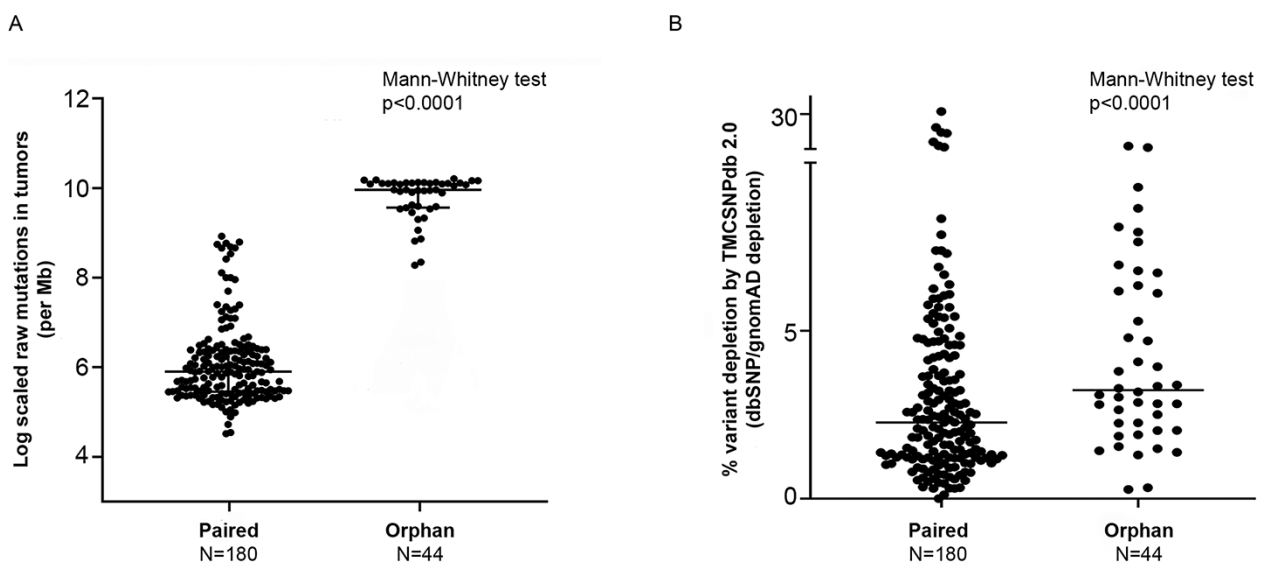 A
Mann-Whitney test
p<0.0001
Log scaled raw mutations in tumors
(per Mb)
12
10
8
6
4
Paired
N=180
Orphan
N=44
B
Mann-Whitney test
p<0.0001
% variant depletion by TMCSNPdb 2.0
(dbSNP/gnomAD depletion)
30
5
0
Paired
N=180
Orphan
N=44